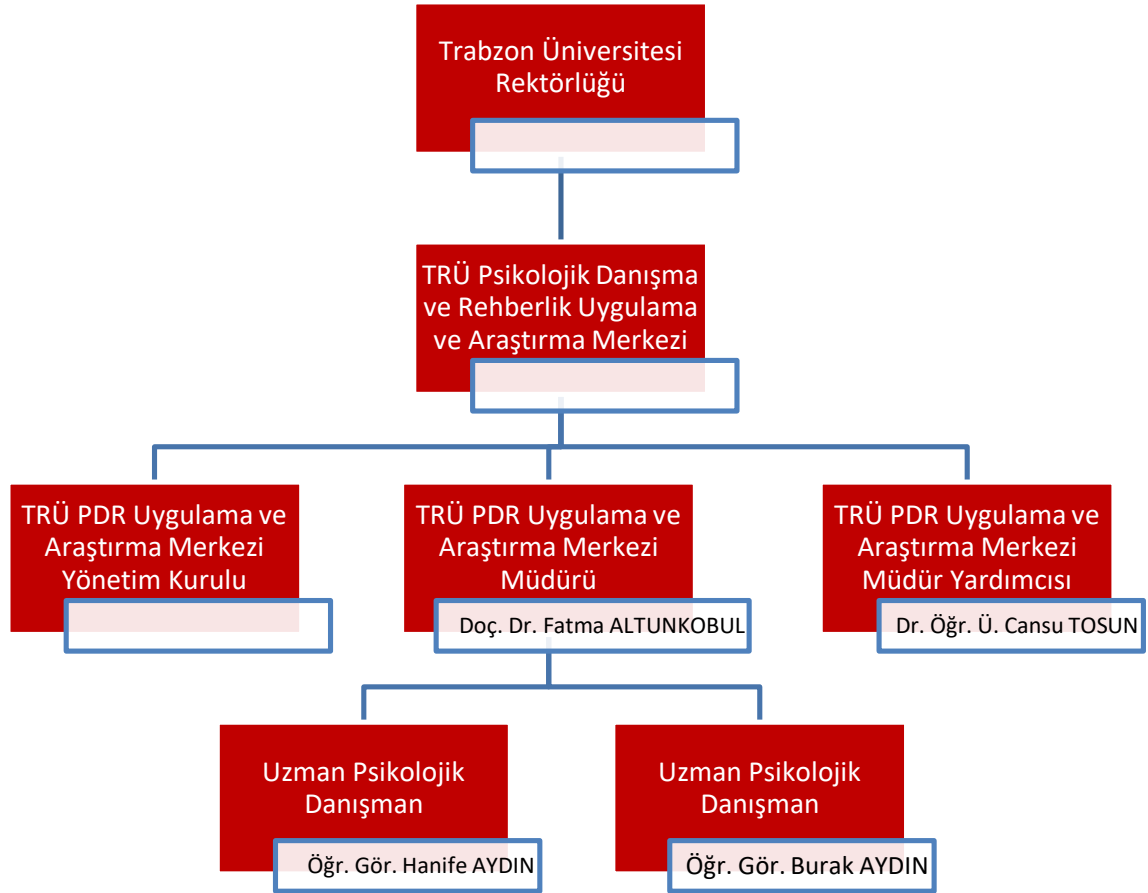 Trabzon Üniversitesi
Rektörlüğü
TRÜ Psikolojik Danışma
ve Rehberlik Uygulama
ve Araştırma Merkezi
TRÜ PDR Uygulama ve
Araştırma Merkezi
Yönetim Kurulu
TRÜ PDR Uygulama ve
Araştırma Merkezi
Müdürü
Doç. Dr. Fatma ALTUNKOBUL
TRÜ PDR Uygulama ve
Araştırma Merkezi
Müdür Yardımcısı
Dr. Öğr. Ü. Cansu TOSUN
Uzman Psikolojik
Danışman
Öğr. Gör. Hanife AYDIN
Uzman Psikolojik
Danışman
Öğr. Gör. Burak AYDIN